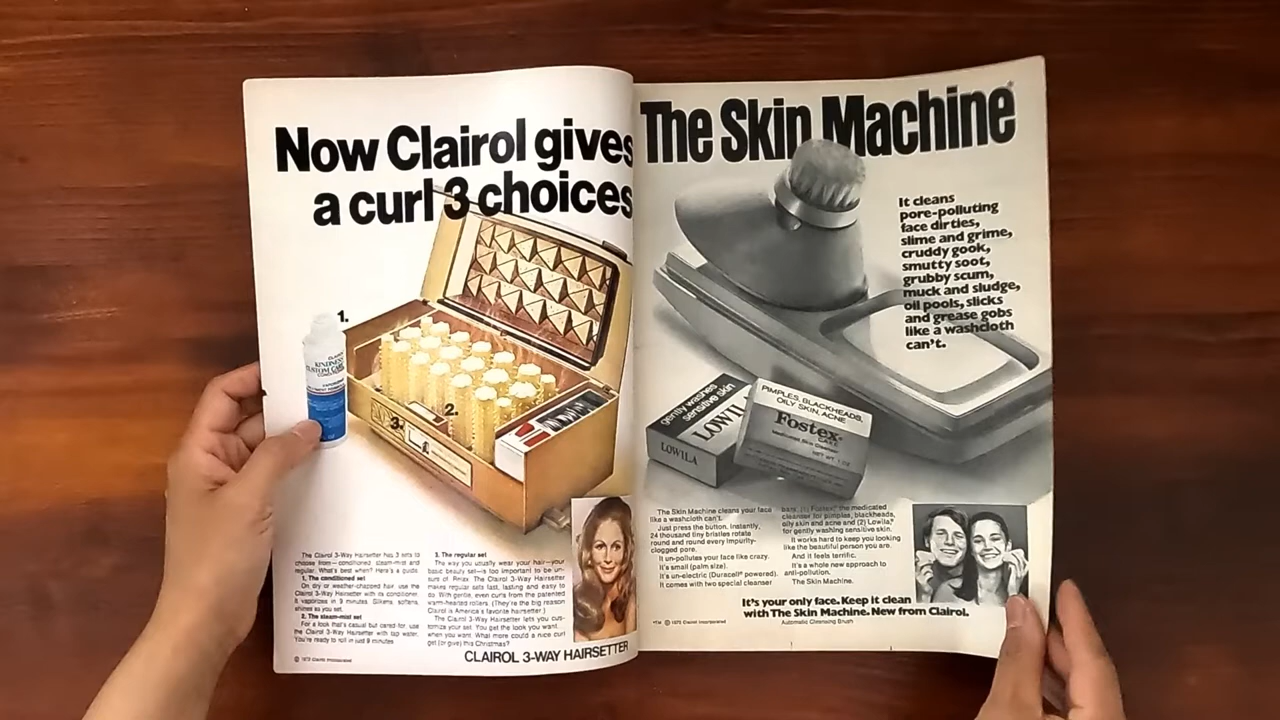 Now Clairol gives
a curl 3 choices
1.
2.
3.
CLAIROL
KINDNESS
CUSTOM CARE
CONDITIONER
The Clairol 3-Way Hairsetter has 3 sets to
choose from—conditioned, steam-mist and
regular. What's best when? Here's a guide.
1. The conditioned set
On dry or weather-chapped hair, use the
Clairol 3-Way Hairsetter with its conditioner.
It vaporizes in 9 minutes. Silkens, softens,
shines as you set.
2. The steam-mist set
For a look that's casual but cared for use
the Clairol 3-Way Hairsetter with tap water.
You're ready to roll in just 9 minutes
3. The regular set
The way you usually wear your hair—your
basic beauty set—is too important to be un-
sure of. Relax. The Clairol 3-Way Hairsetter
makes regular sets fast, lasting and easy to
do. With gentle, even curls from the patented
warm-hearted rollers. (They're the big reason
Clairol is America's favorite hairsetter.)
The Clairol 3-Way Hairsetter lets you cus-
tomize your set. You get the look you want
when you want. What more could a nice curl
get (or give) this Christmas?
CLAIROL 3-WAY HAIRSETTER
© 1973 Clairol Incorporated
The Skin Machine®
It cleans
pore-polluting
face dirties,
slime and grime,
cruddy gook,
smutty soot,
grubby scum,
muck and sludge,
oil pools, slicks
and grease gobs
like a washcloth
can't.
gently washes
sensitive skin
LOWILA
LOWILA
PIMPLES, BLACKHEADS,
OILY SKIN, ACNE
Fostex®
CAKE
Medicated Skin Cleanser
The Skin Machine cleans your face
like a washcloth can't.
Just press the button. Instantly,
24 thousand tiny bristles rotate
round and round every impurity-
clogged pore.
It un-pollutes your face like crazy.
It's small (palm size).
It's un-electric (Duracell® powered).
It comes with two special cleanser
bars: (1) Fostex,® the medicated
cleanser for pimples, blackheads,
oily skin and acne and (2) Lowila,®
for gently washing sensitive skin.
It works hard to keep you looking
like the beautiful person you are.
And it feels terrific.
It's a whole new approach to
anti-pollution.
The Skin Machine.
It's your only face. Keep it clean
with The Skin Machine. New from Clairol.
*TM © 1973 Clairol Incorporated
Automatic Cleansing Brush